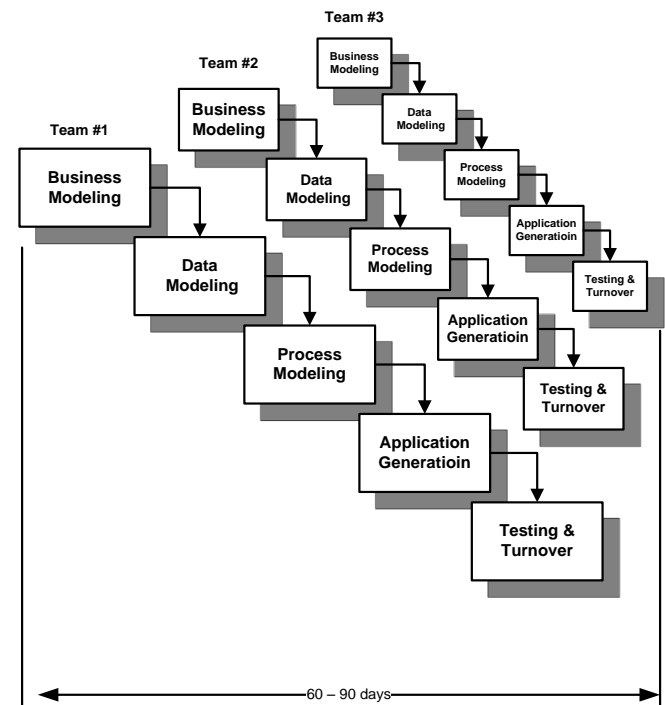 Team #3
Business
Modeling
Data
Modeling
Process
Modeling
Application
Generatioin
Testing &
Turnover
Team #2
Business
Modeling
Data
Modeling
Process
Modeling
Application
Generatioin
Testing &
Turnover
Team #1
Business
Modeling
Data
Modeling
Process
Modeling
Application
Generatioin
Testing &
Turnover
60 – 90 days